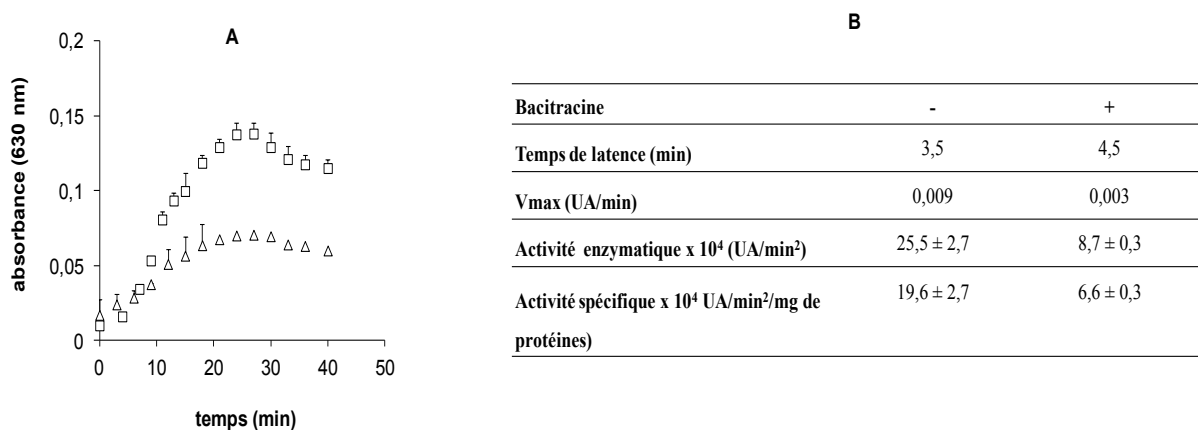 A
absorbance (630 nm)
0,2
0,15
0,1
0,05
0
0 10 20 30 40 50
temps (min)
B
Bacitracine - +
Temps de latence (min) 3,5 4,5
Vmax (UA/min) 0,009 0,003
Activité enzymatique x 10⁴ (UA/min²) 25,5 ± 2,7 8,7 ± 0,3
Activité spécifique x 10⁴ UA/min²/mg de 19,6 ± 2,7 6,6 ± 0,3
protéines)